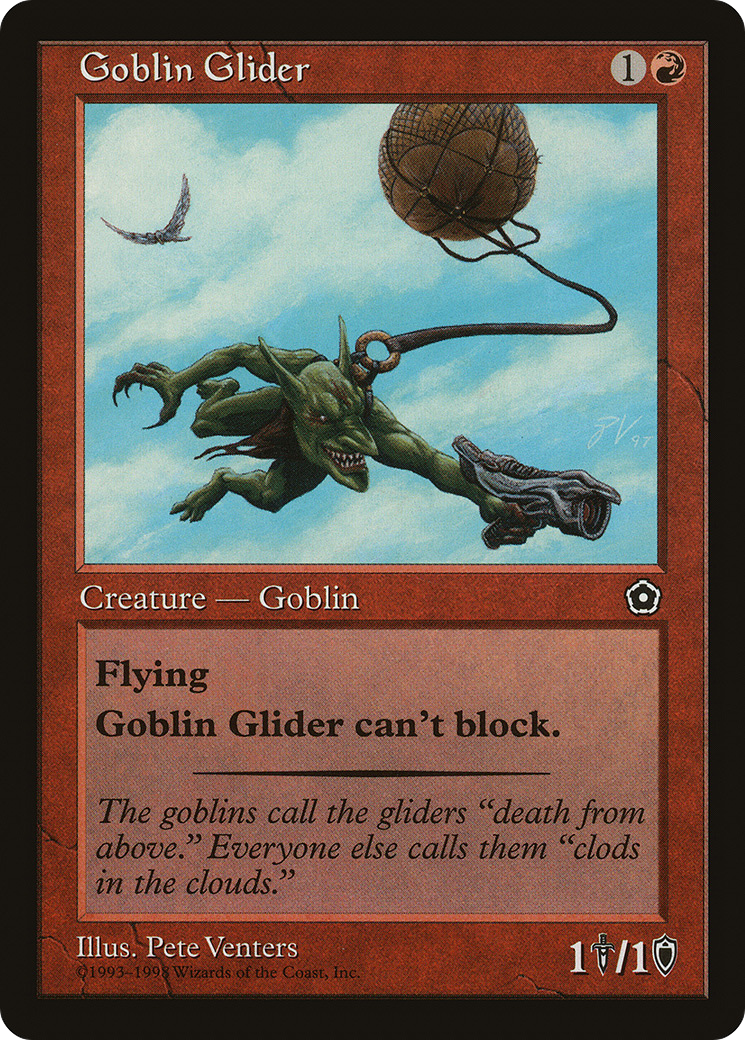 Goblin Glider
1
ZV 97
Creature — Goblin
Flying
Goblin Glider can't block.
The goblins call the gliders “death from
above.” Everyone else calls them “clods
in the clouds.”
Illus. Pete Venters
1/1
©1993–1998 Wizards of the Coast, Inc.